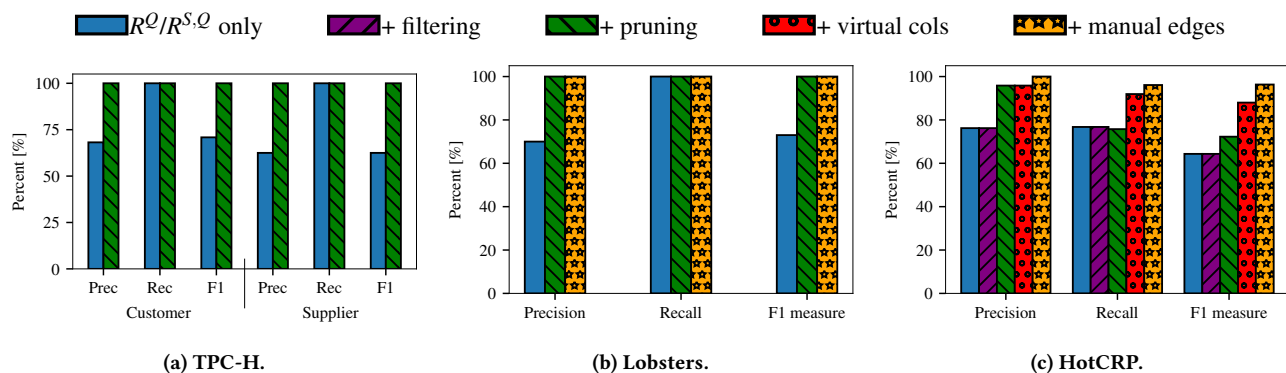 R^Q/R^{S,Q} only + filtering + pruning + virtual cols + manual edges
Percent [%]
100
75
50
25
0
Prec Rec F1 Prec Rec F1
Customer Supplier
(a) TPC-H.
Percent [%]
100
80
60
40
20
0
Precision Recall F1 measure
(b) Lobsters.
Percent [%]
100
80
60
40
20
0
Precision Recall F1 measure
(c) HotCRP.